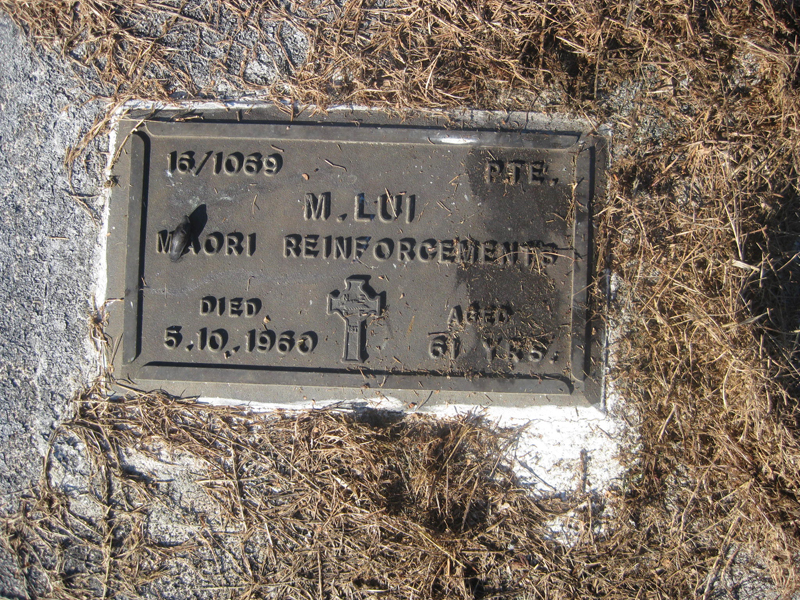 16/1069 PTE.
M. LUI
MAORI REINFORCEMENTS
DIED AGED
5.10.1960 61 YRS.